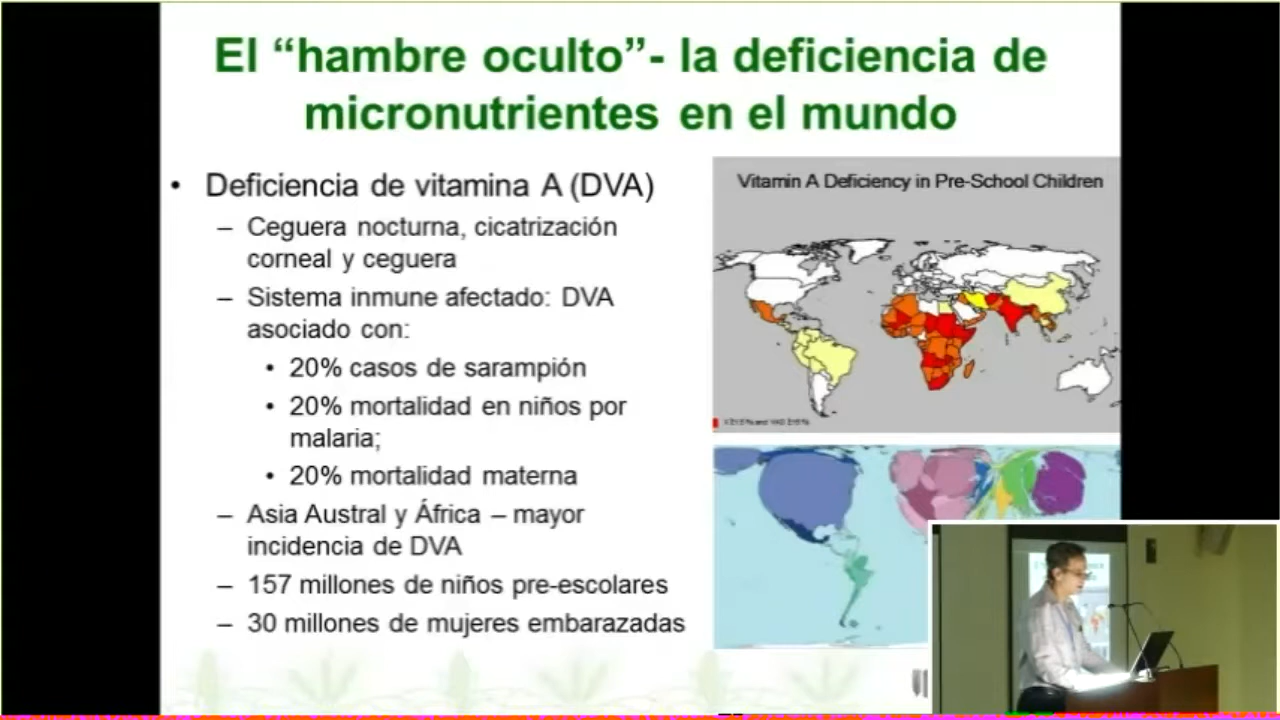 El “hambre oculto”- la deficiencia de
micronutrientes en el mundo
• Deficiencia de vitamina A (DVA)
– Ceguera nocturna, cicatrización
corneal y ceguera
– Sistema inmune afectado: DVA
asociado con:
• 20% casos de sarampión
• 20% mortalidad en niños por
malaria;
• 20% mortalidad materna
– Asia Austral y África – mayor
incidencia de DVA
– 157 millones de niños pre-escolares
– 30 millones de mujeres embarazadas
Vitamin A Deficiency in Pre-School Children